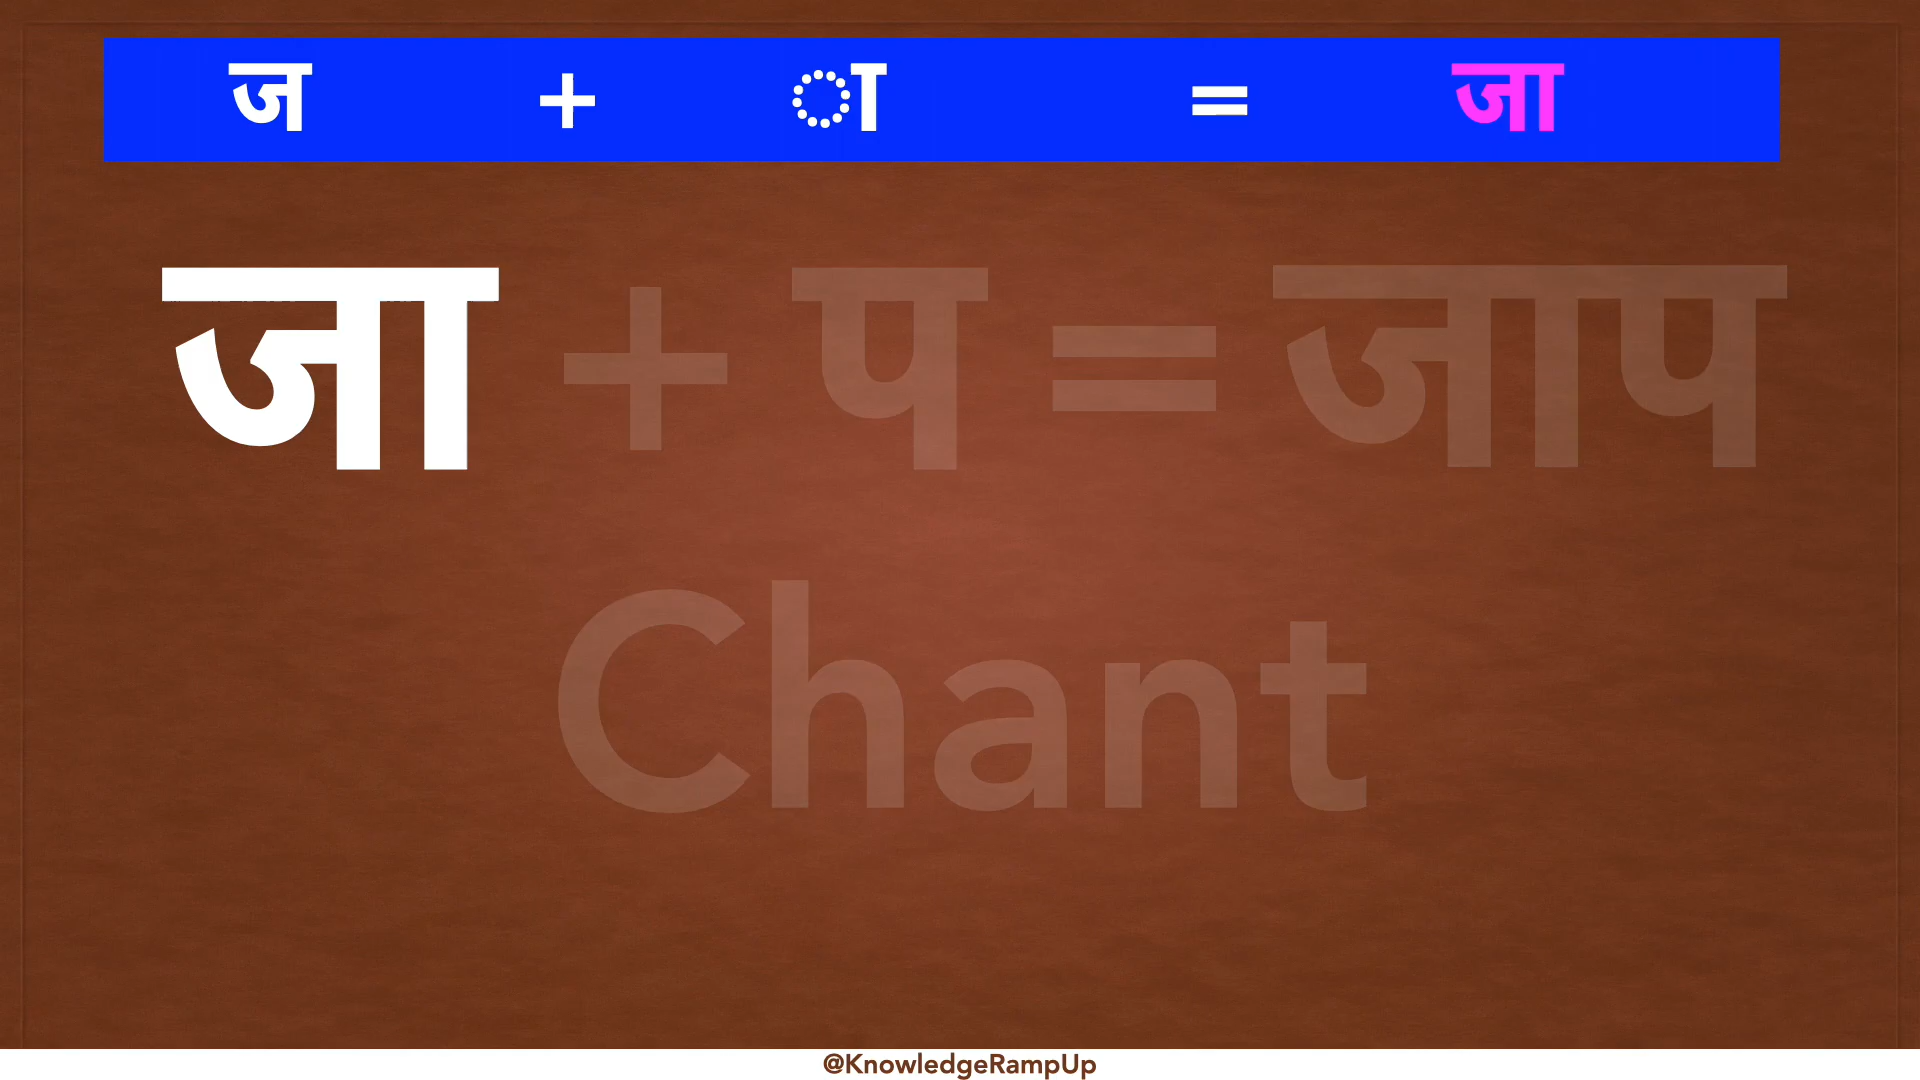 ज + ा = जा
जा + प = जाप
Chant
@KnowledgeRampUp